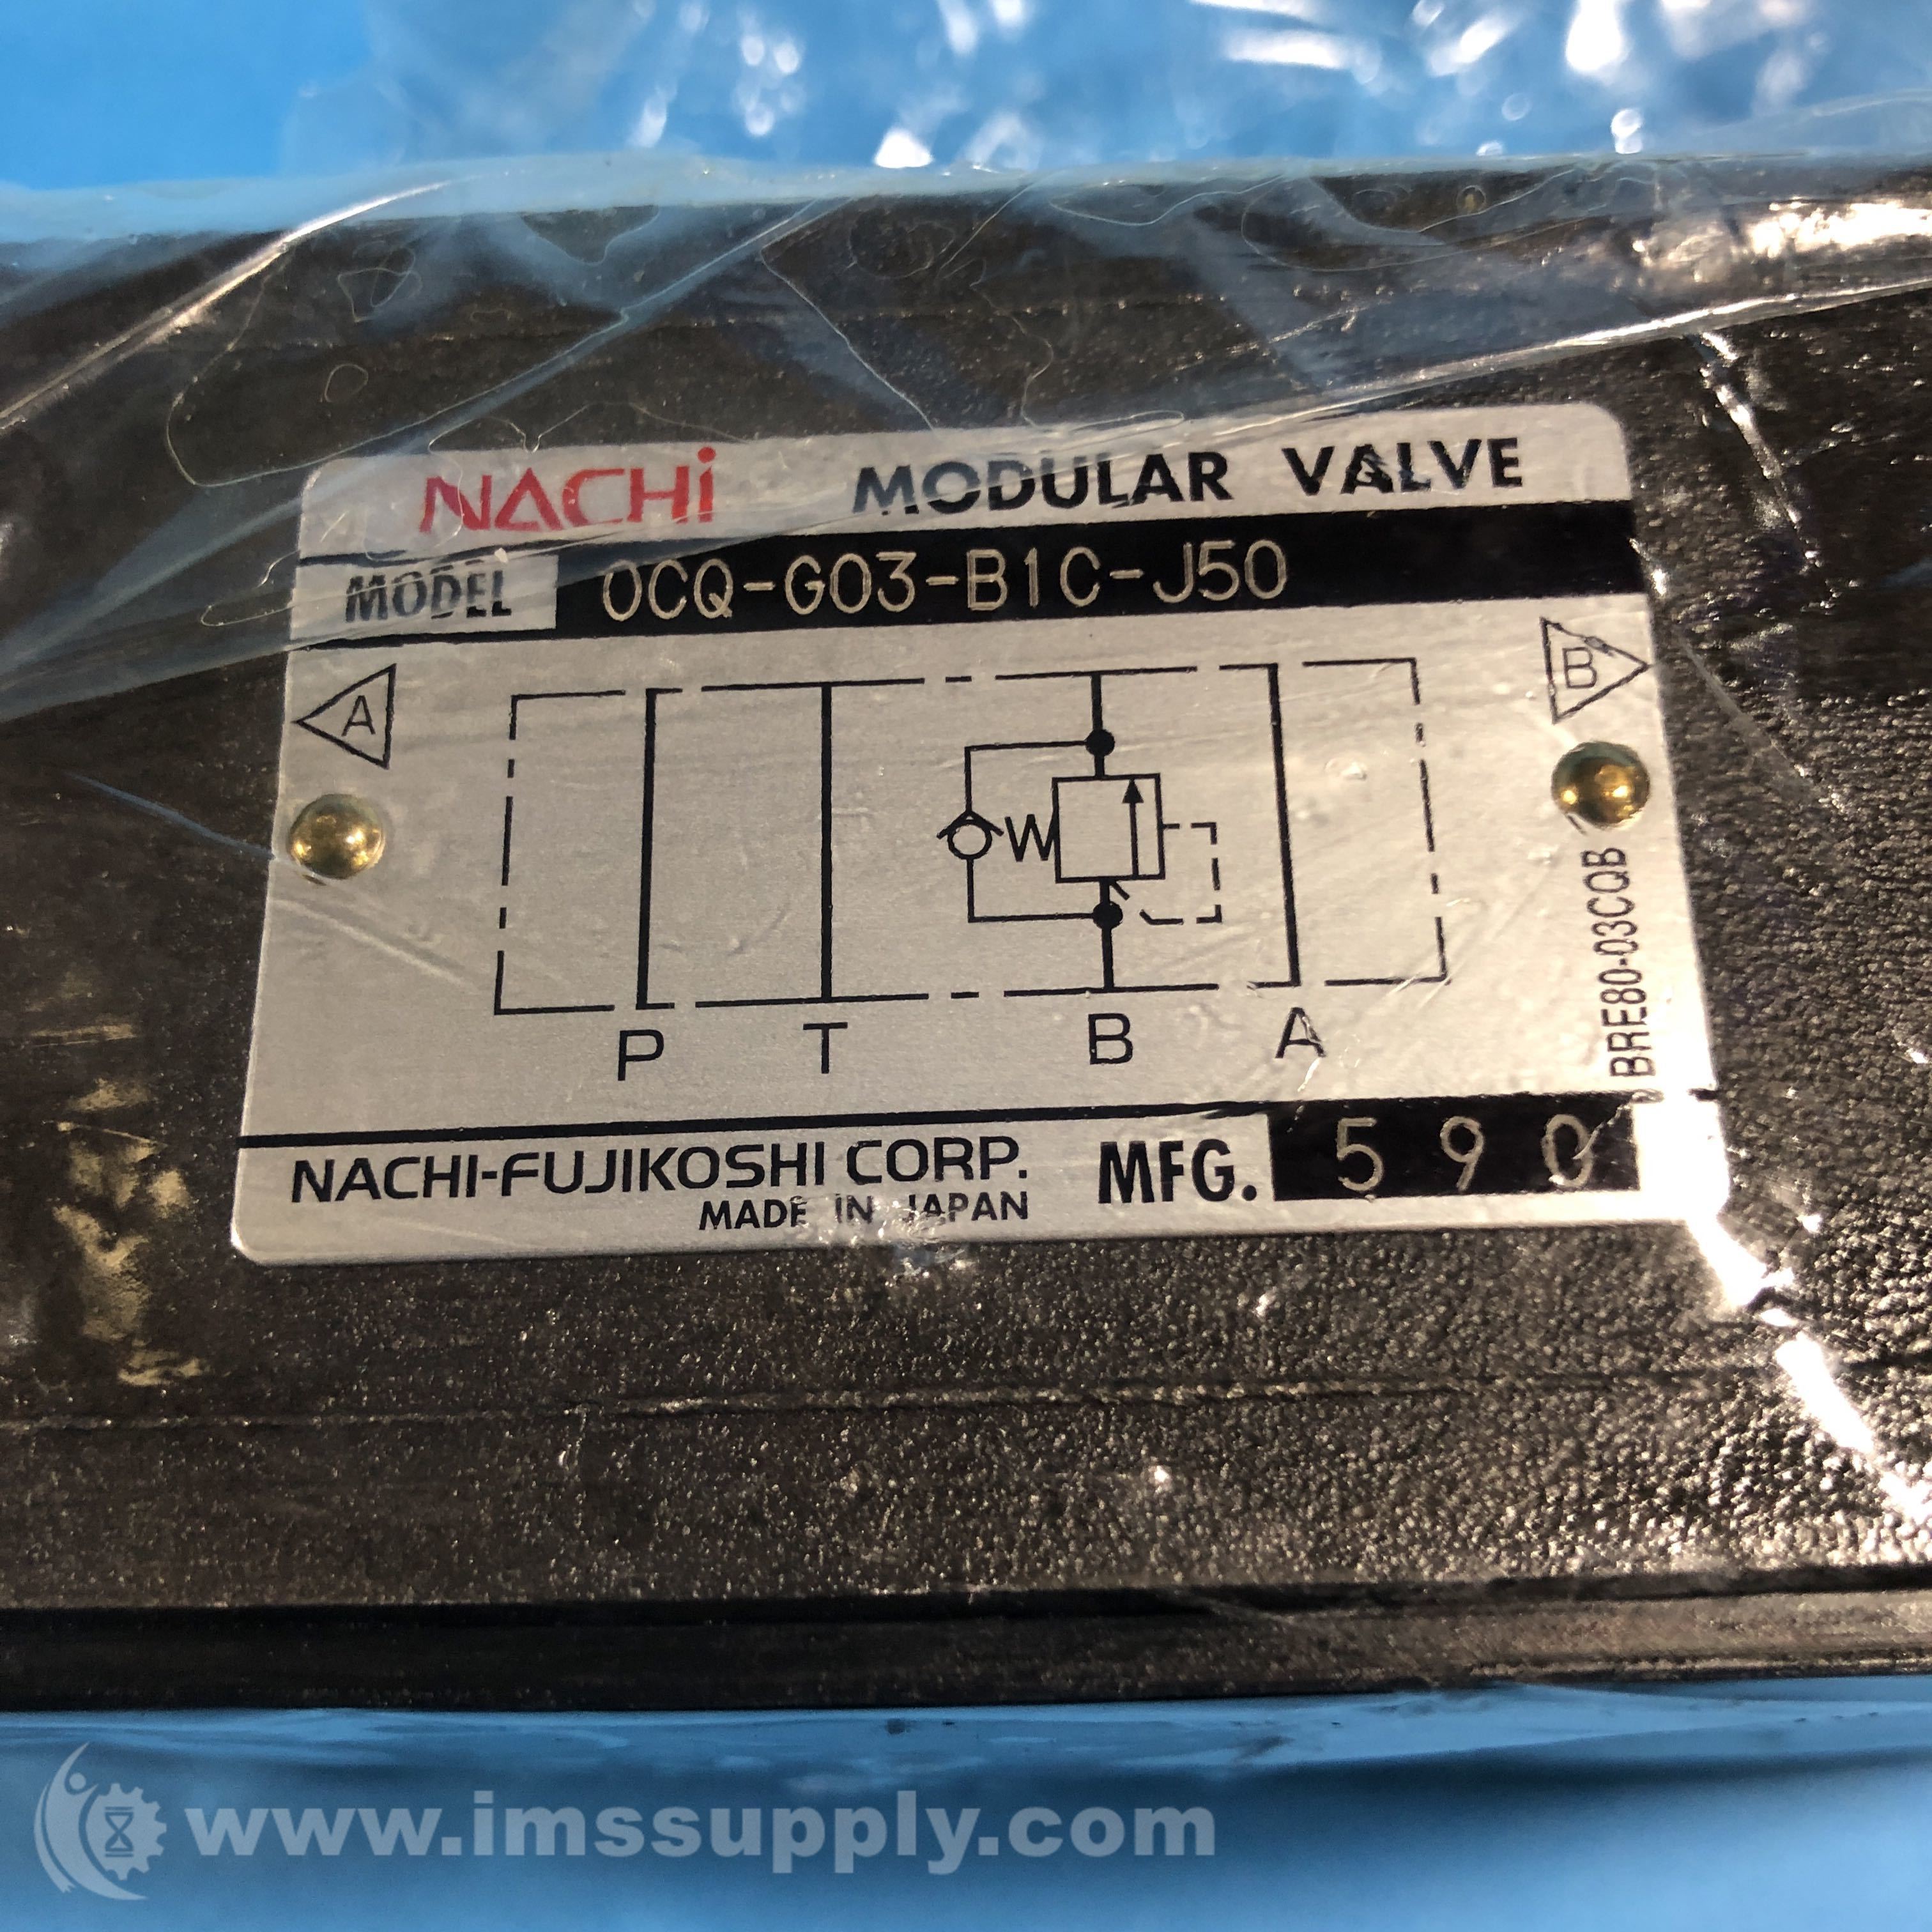 NACHi MODULAR VALVE
MODEL OCQ-G03-B1C-J50
A
B
W
P T B A
BRE80-03CQB
NACHI-FUJIKOSHI CORP.
MADE IN JAPAN
MFG. 590
www.imssupply.com